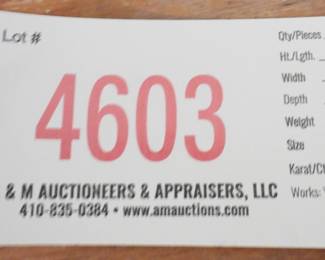 Lot #
4603
& M AUCTIONEERS & APPRAISERS, LLC
410-835-0384 • www.amauctions.com
Qty/Pieces
Ht./Lgth.
Width
Depth
Weight
Size
Karat/Ct
Works: